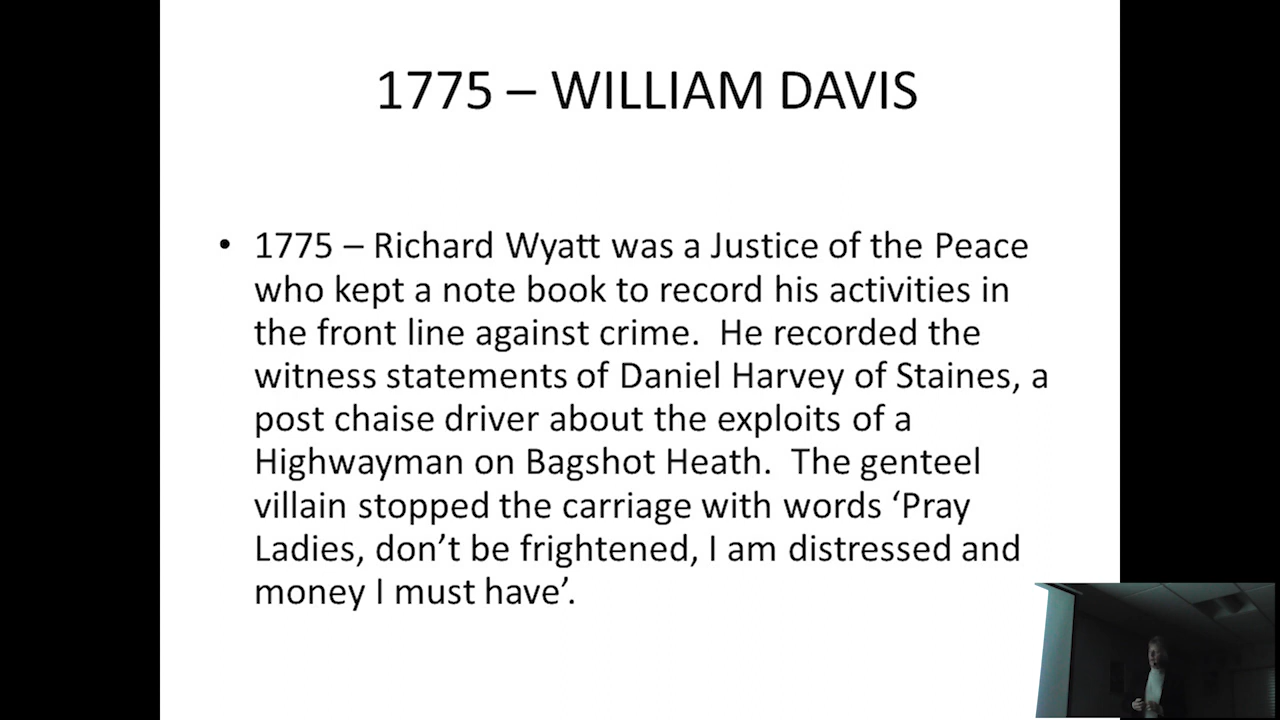 1775 – WILLIAM DAVIS
• 1775 – Richard Wyatt was a Justice of the Peace
who kept a note book to record his activities in
the front line against crime.  He recorded the
witness statements of Daniel Harvey of Staines, a
post chaise driver about the exploits of a
Highwayman on Bagshot Heath.  The genteel
villain stopped the carriage with words ‘Pray
Ladies, don’t be frightened, I am distressed and
money I must have’.